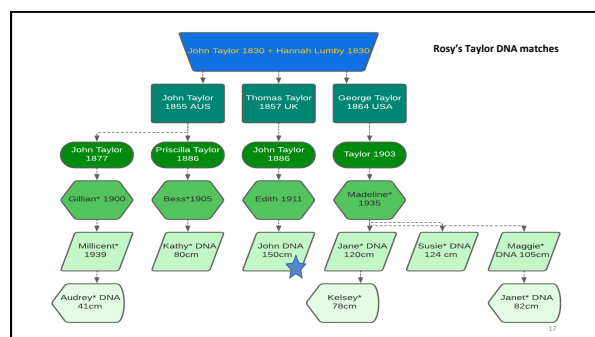 Rosy's Taylor DNA matches
John Taylor 1830 + Hannah Lumby 1830
John Taylor
1855 AUS
Thomas Taylor
1857 UK
George Taylor
1864 USA
John Taylor
1877
Priscilla Taylor
1886
John Taylor
1886
Taylor 1903
Gillian* 1900
Bess*1905
Edith 1911
Madeline*
1935
Millicent*
1939
Kathy* DNA
80cm
John DNA
150cm
Jane* DNA
120cm
Susie* DNA
124 cm
Maggie*
DNA 105cm
Audrey* DNA
41cm
Kelsey*
78cm
Janet* DNA
82cm
17